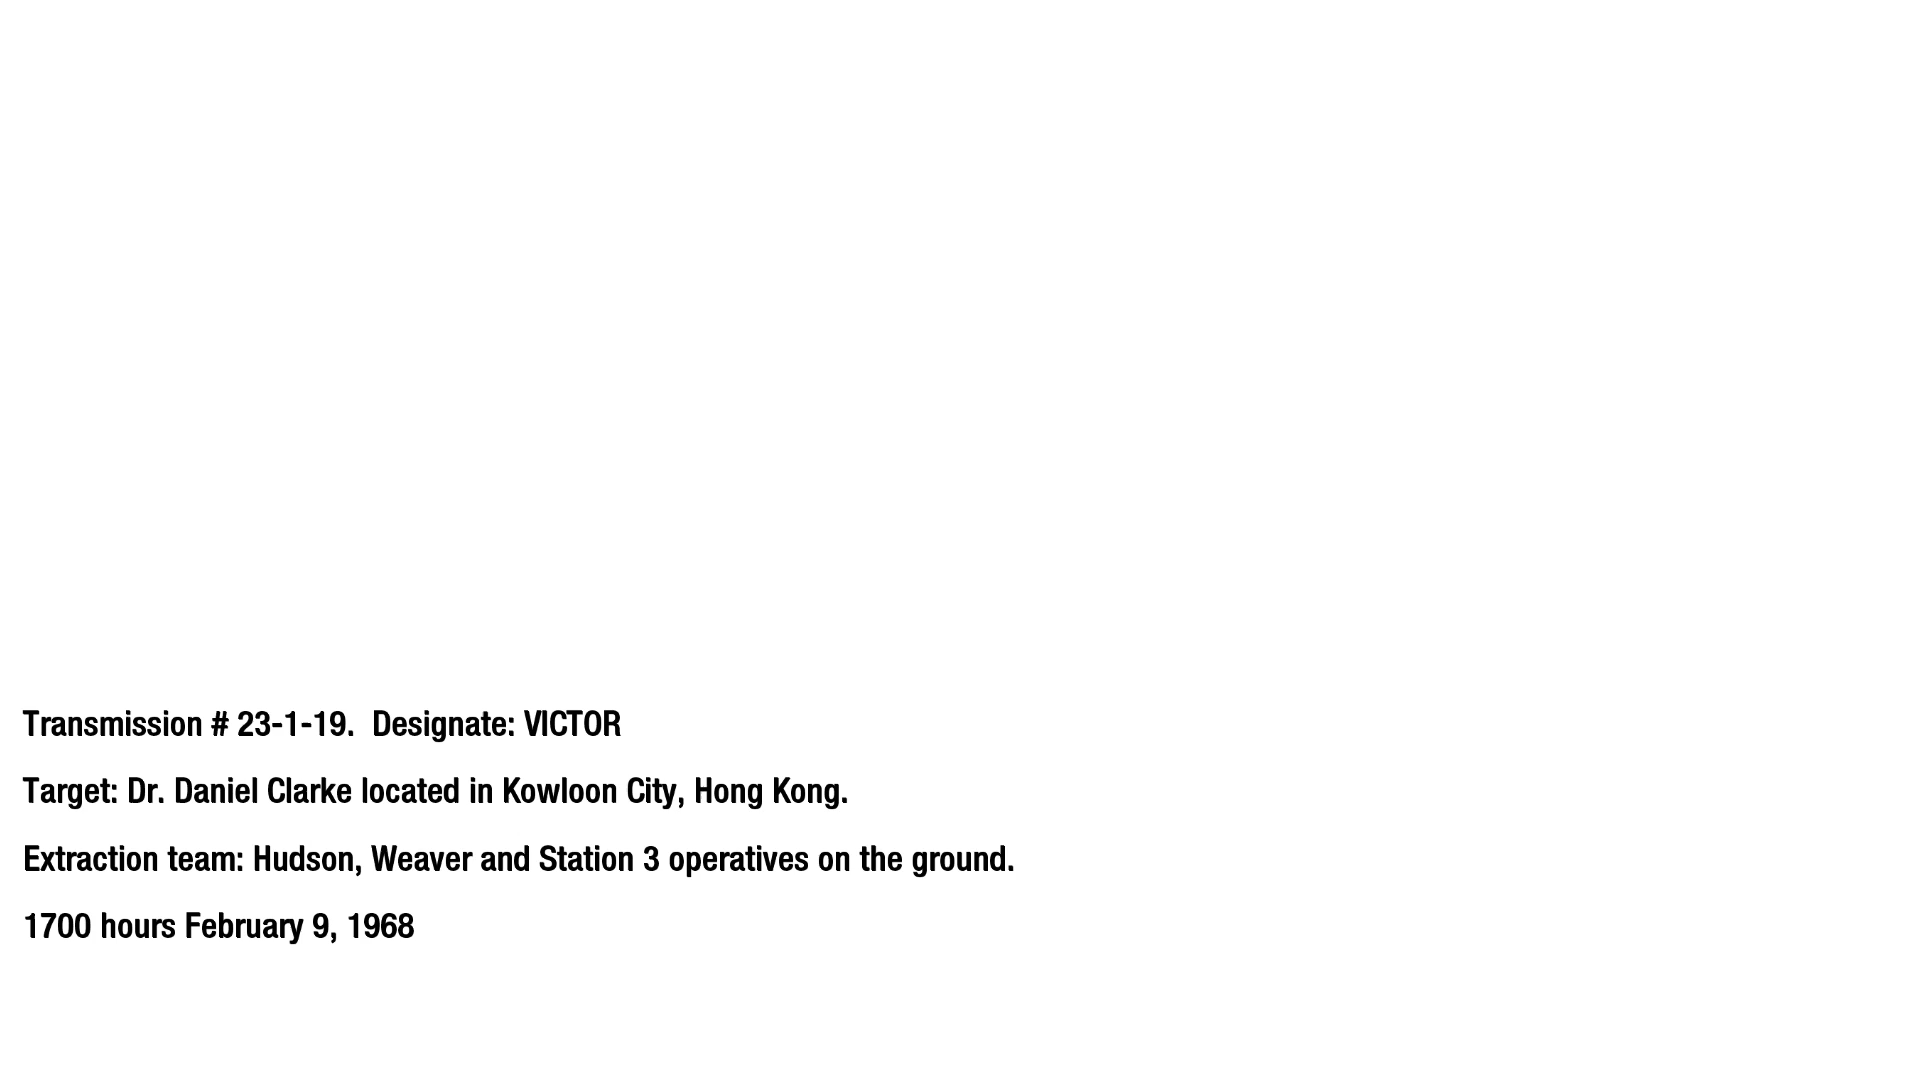 Transmission # 23-1-19.  Designate: VICTOR
Target: Dr. Daniel Clarke located in Kowloon City, Hong Kong.
Extraction team: Hudson, Weaver and Station 3 operatives on the ground.
1700 hours February 9, 1968